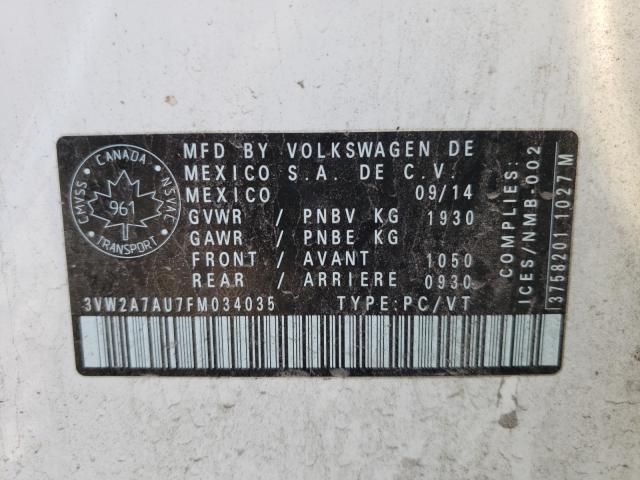 CANADA
CMVSS
NSVAC
961
TRANSPORT
MFD BY VOLKSWAGEN DE
MEXICO S.A. DE C.V.
MEXICO 09/14
GVWR / PNBV KG 1930
GAWR / PNBE KG
FRONT / AVANT 1050
REAR / ARRIERE 0930
3VW2A7AU7FM034035 TYPE:PC/VT
COMPLIES:
ICES/NMB-002
3758201 1027 M